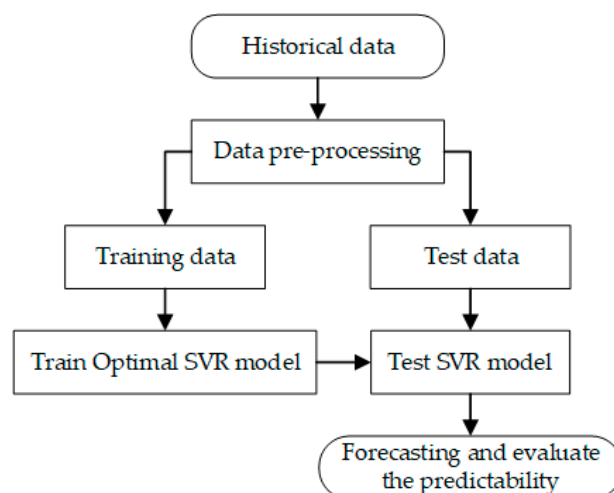 Historical data
Data pre-processing
Training data
Test data
Train Optimal SVR model
Test SVR model
Forecasting and evaluate
the predictability